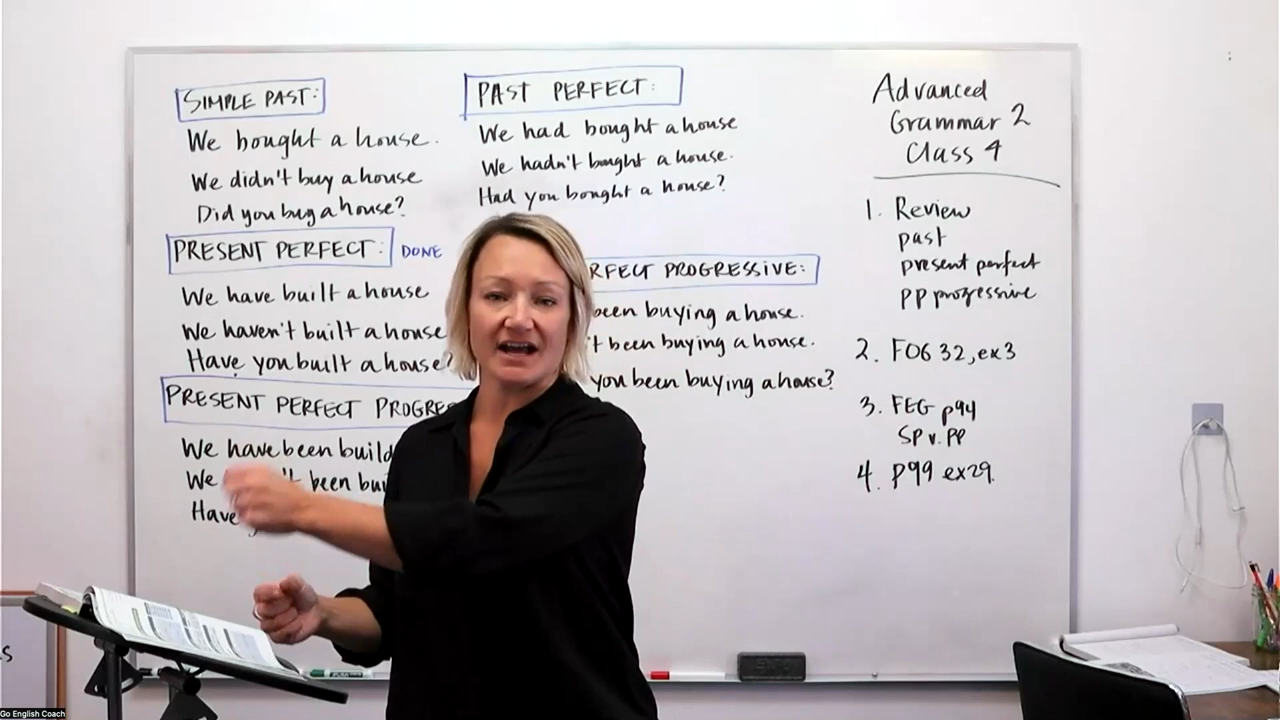 SIMPLE PAST:
We bought a house.
We didn't buy a house
Did you buy a house?
PRESENT PERFECT: DONE
We have built a house
We haven't built a house
Have you built a house?
PRESENT PERFECT PROGRE
We have been build
We been bui
Have
PAST PERFECT:
We had bought a house
We hadn't bought a house.
Had you bought a house?
RFECT PROGRESSIVE:
been buying a house.
't been buying a house.
you been buying a house?
Advanced
Grammar 2
Class 4
1. Review
past
present perfect
PP progressive
2. FOG 32, ex 3
3. FEG p94
SP v. PP
4. P99 ex29.
Go English Coach